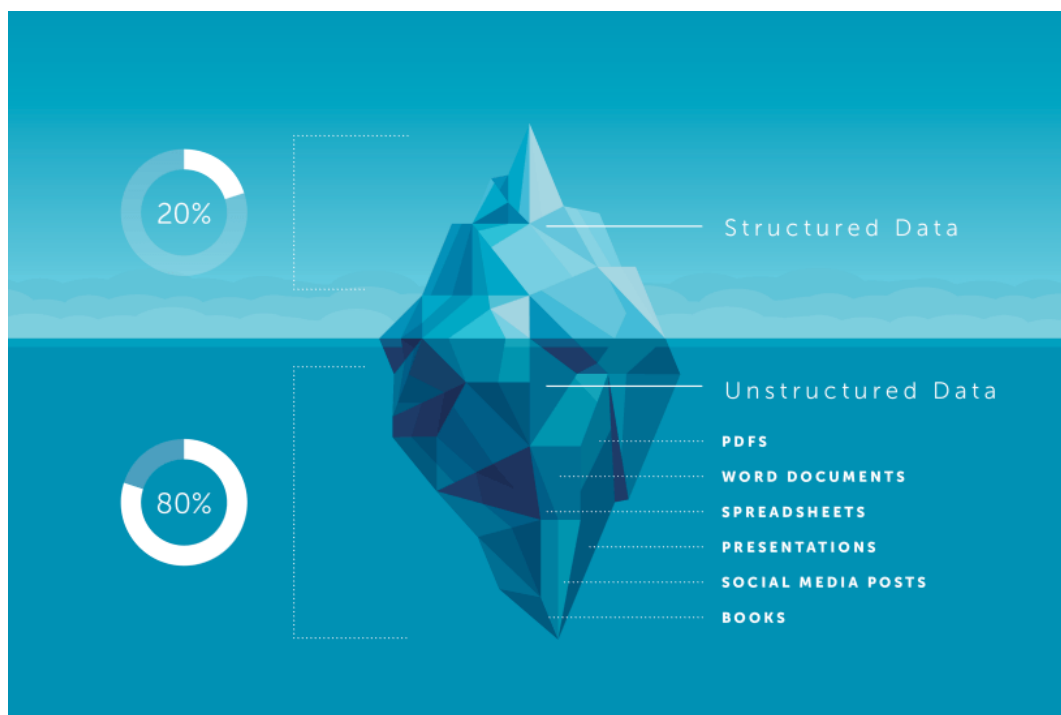 20%
Structured Data
Unstructured Data
PDFS
WORD DOCUMENTS
80%
SPREADSHEETS
PRESENTATIONS
SOCIAL MEDIA POSTS
BOOKS